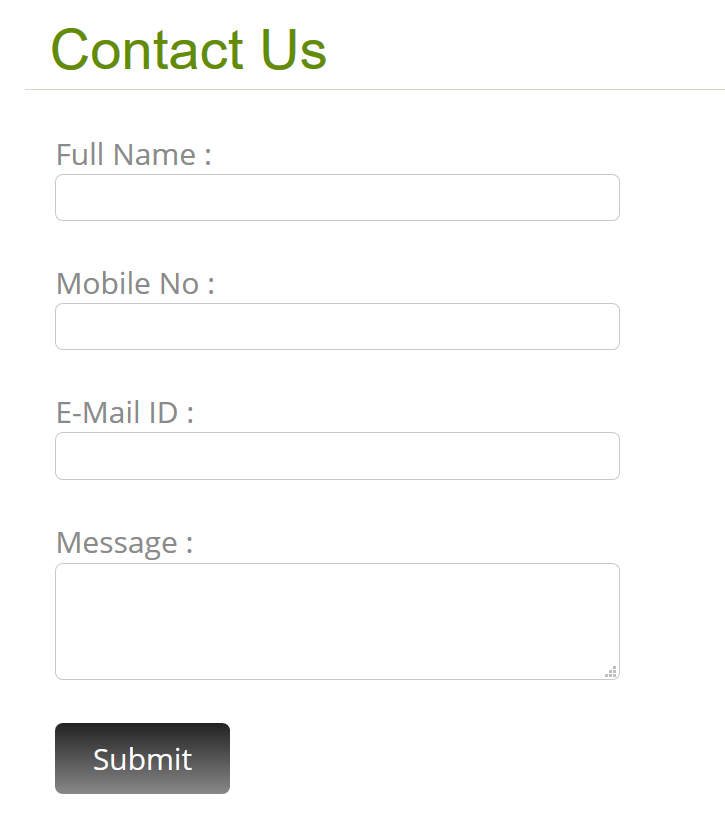 Contact Us
Full Name :
Mobile No :
E-Mail ID :
Message :
Submit